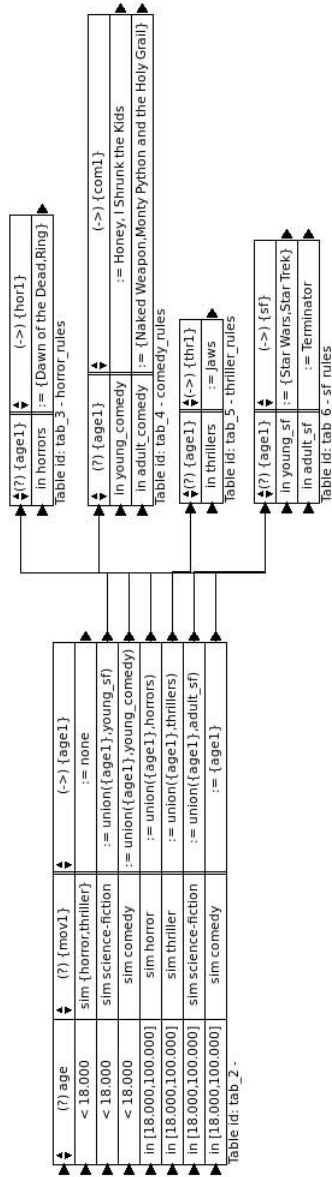 (?) age (?) {mov1} (->) {age1}
< 18.000 sim {horror,thriller} := none
< 18.000 sim science-fiction := union({age1},young_sf)
< 18.000 sim comedy := union({age1},young_comedy)
in [18.000,100.000] sim horror := union({age1},horrors)
in [18.000,100.000] sim thriller := union({age1},thrillers)
in [18.000,100.000] sim science-fiction := union({age1},adult_sf)
in [18.000,100.000] sim comedy := {age1}
Table id: tab_2 -
(?) {age1} (->) {hor1}
in horrors := {Dawn of the Dead,Ring}
Table id: tab_3 - horror_rules
(?) {age1} (->) {com1}
in young_comedy := Honey, I Shrunk the Kids
in adult_comedy := {Naked Weapon,Monty Python and the Holy Grail}
Table id: tab_4 - comedy_rules
(?) {age1} (->) {thr1}
in thrillers := Jaws
Table id: tab_5 - thriller_rules
(?) {age1} (->) {sf}
in young_sf := {Star Wars,Star Trek}
in adult_sf := Terminator
Table id: tab_6 - sf_rules